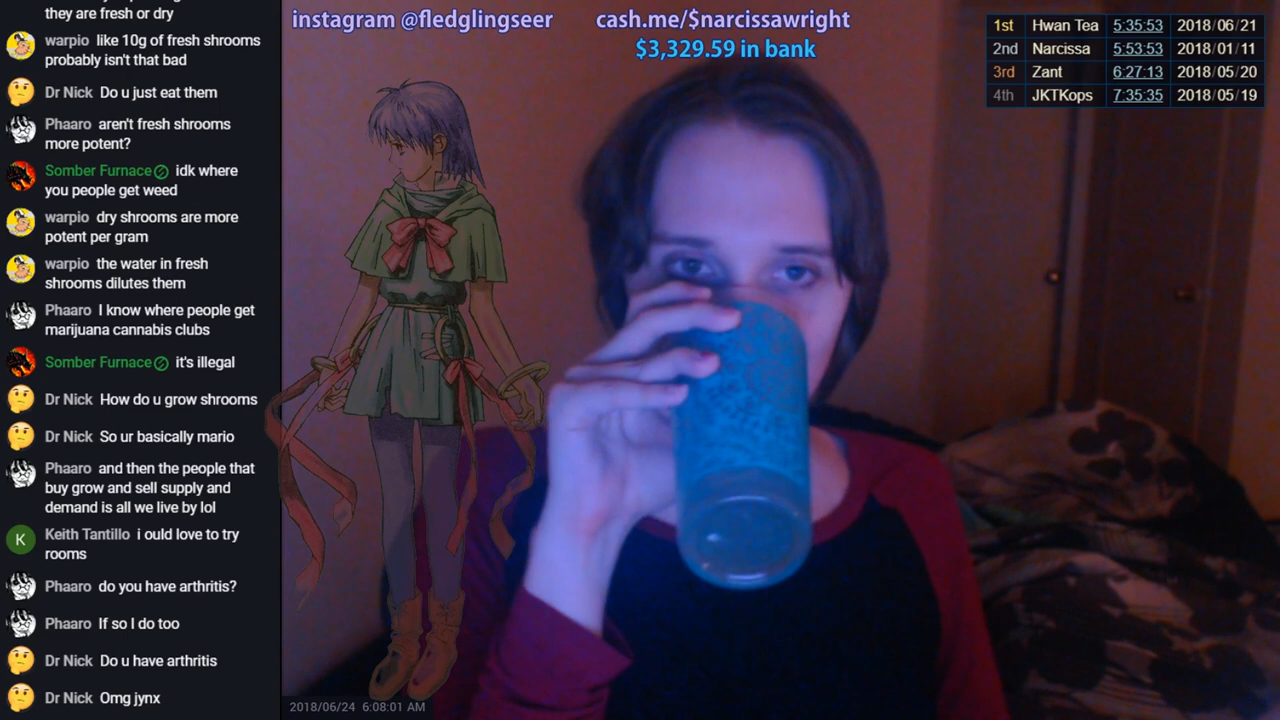 they are fresh or dry
warpio like 10g of fresh shrooms
probably isn't that bad
Dr Nick Do u just eat them
Phaaro aren't fresh shrooms
more potent?
Somber Furnace idk where
you people get weed
warpio dry shrooms are more
potent per gram
warpio the water in fresh
shrooms dilutes them
Phaaro I know where people get
marijuana cannabis clubs
Somber Furnace it's illegal
Dr Nick How do u grow shrooms
Dr Nick So ur basically mario
Phaaro and then the people that
buy grow and sell supply and
demand is all we live by lol
K Keith Tantillo i ould love to try
rooms
Phaaro do you have arthritis?
Phaaro If so I do too
Dr Nick Do u have arthritis
Dr Nick Omg jynx
instagram @fledglingseer
cash.me/$narcissawright
$3,329.59 in bank
1st Hwan Tea 5:35:53 2018/06/21
2nd Narcissa 5:53:53 2018/01/11
3rd Zant 6:27:13 2018/05/20
4th JKTKops 7:35:35 2018/05/19
2018/06/24 6:08:01 AM